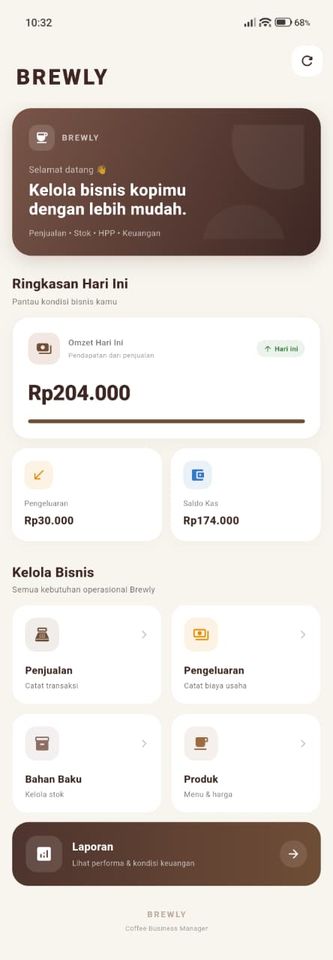 10:32
68%
BREWLY
BREWLY
Selamat datang 👋
Kelola bisnis kopimu
dengan lebih mudah.
Penjualan • Stok • HPP • Keuangan
Ringkasan Hari Ini
Pantau kondisi bisnis kamu
Omzet Hari Ini
Pendapatan dari penjualan
↑ Hari ini
Rp204.000
Pengeluaran
Rp30.000
Saldo Kas
Rp174.000
Kelola Bisnis
Semua kebutuhan operasional Brewly
Penjualan
Catat transaksi
Pengeluaran
Catat biaya usaha
Bahan Baku
Kelola stok
Produk
Menu & harga
Laporan
Lihat performa & kondisi keuangan
BREWLY
Coffee Business Manager